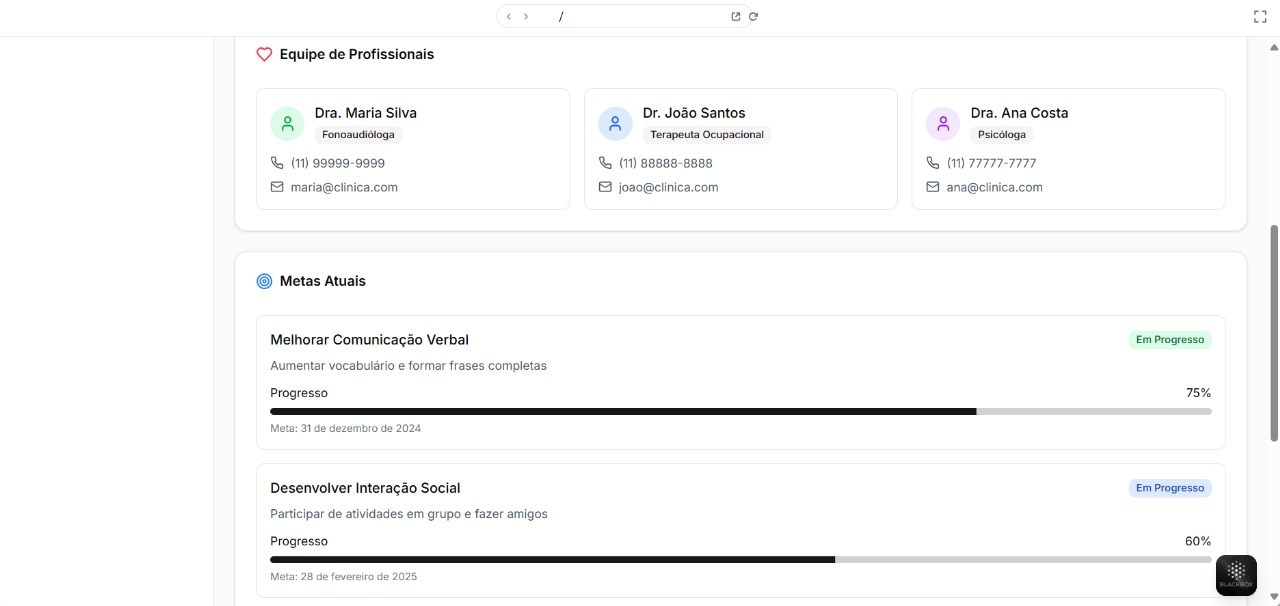 /
Equipe de Profissionais
Dra. Maria Silva
Fonoaudióloga
(11) 99999-9999
maria@clinica.com
Dr. João Santos
Terapeuta Ocupacional
(11) 88888-8888
joao@clinica.com
Dra. Ana Costa
Psicóloga
(11) 77777-7777
ana@clinica.com
Metas Atuais
Melhorar Comunicação Verbal
Em Progresso
Aumentar vocabulário e formar frases completas
Progresso
75%
Meta: 31 de dezembro de 2024
Desenvolver Interação Social
Em Progresso
Participar de atividades em grupo e fazer amigos
Progresso
60%
Meta: 28 de fevereiro de 2025
BLACKBOX